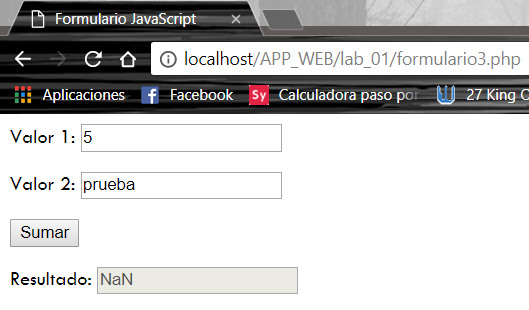 Formulario JavaScript
localhost/APP_WEB/lab_01/formulario3.php
Aplicaciones Facebook Sy Calculadora paso por 27 King O
Valor 1: 5
Valor 2: prueba
Sumar
Resultado: NaN